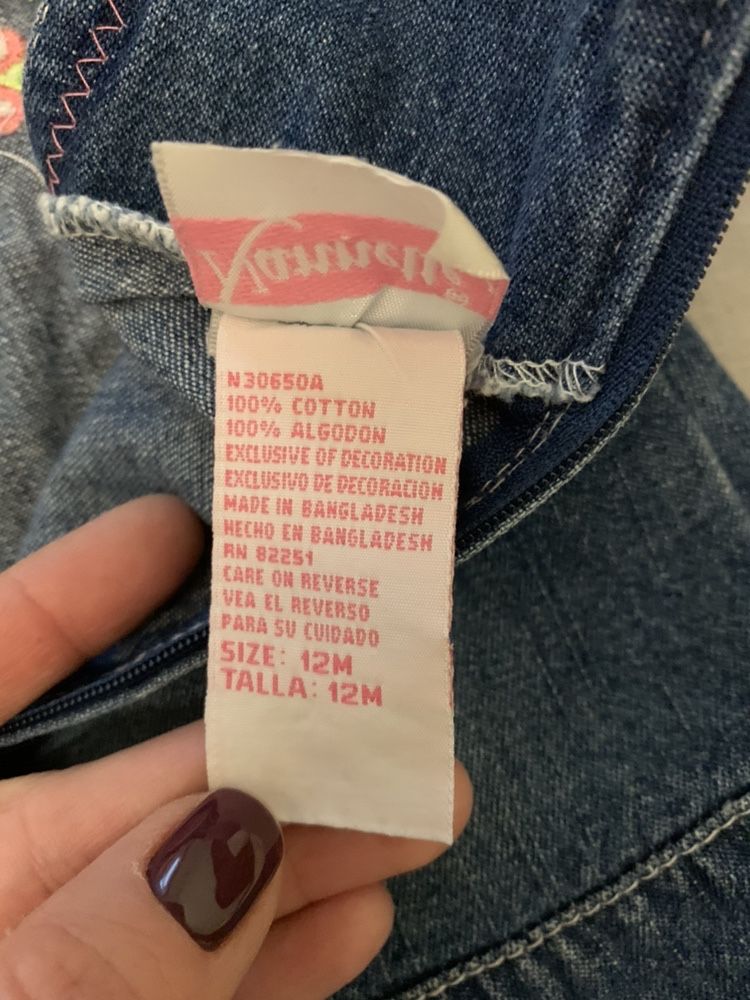 Nannette®
N30650A
100% COTTON
100% ALGODON
EXCLUSIVE OF DECORATION
EXCLUSIVO DE DECORACION
MADE IN BANGLADESH
HECHO EN BANGLADESH
RN 82251
CARE ON REVERSE
VEA EL REVERSO
PARA SU CUIDADO
SIZE: 12M
TALLA: 12M